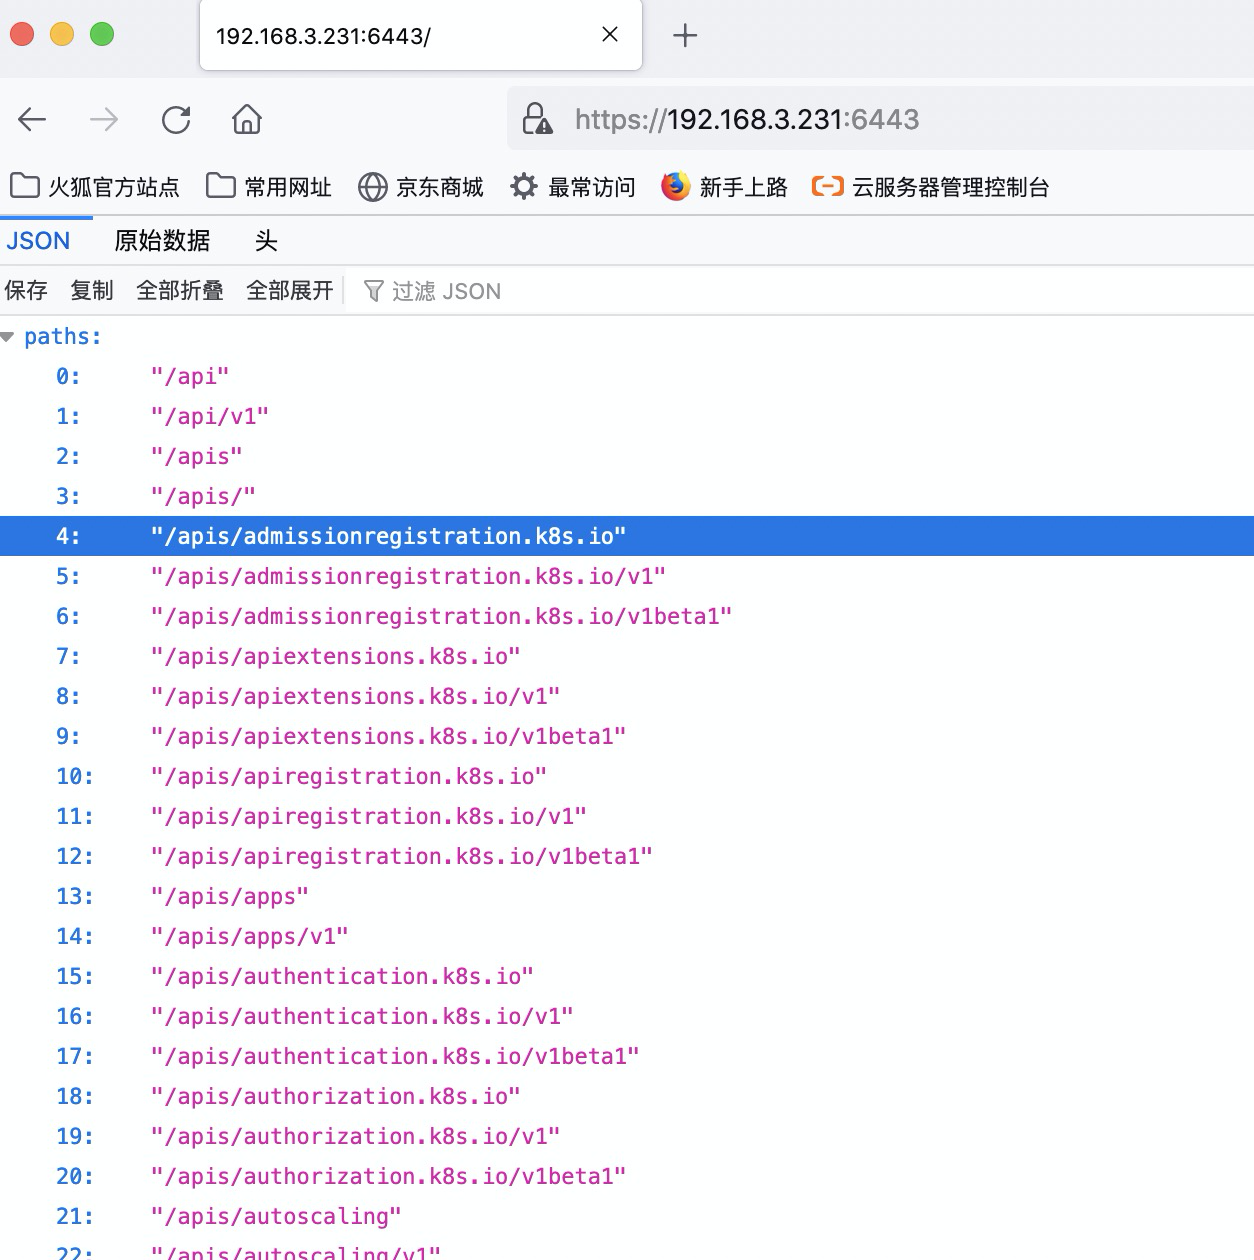 192.168.3.231:6443/
https://192.168.3.231:6443
火狐官方站点 常用网址 京东商城 最常访问 新手上路 云服务器管理控制台
JSON 原始数据 头
保存 复制 全部折叠 全部展开 过滤 JSON
paths:
0: "/api"
1: "/api/v1"
2: "/apis"
3: "/apis/"
4: "/apis/admissionregistration.k8s.io"
5: "/apis/admissionregistration.k8s.io/v1"
6: "/apis/admissionregistration.k8s.io/v1beta1"
7: "/apis/apiextensions.k8s.io"
8: "/apis/apiextensions.k8s.io/v1"
9: "/apis/apiextensions.k8s.io/v1beta1"
10: "/apis/apiregistration.k8s.io"
11: "/apis/apiregistration.k8s.io/v1"
12: "/apis/apiregistration.k8s.io/v1beta1"
13: "/apis/apps"
14: "/apis/apps/v1"
15: "/apis/authentication.k8s.io"
16: "/apis/authentication.k8s.io/v1"
17: "/apis/authentication.k8s.io/v1beta1"
18: "/apis/authorization.k8s.io"
19: "/apis/authorization.k8s.io/v1"
20: "/apis/authorization.k8s.io/v1beta1"
21: "/apis/autoscaling"
22: "/apis/autoscaling/v1"